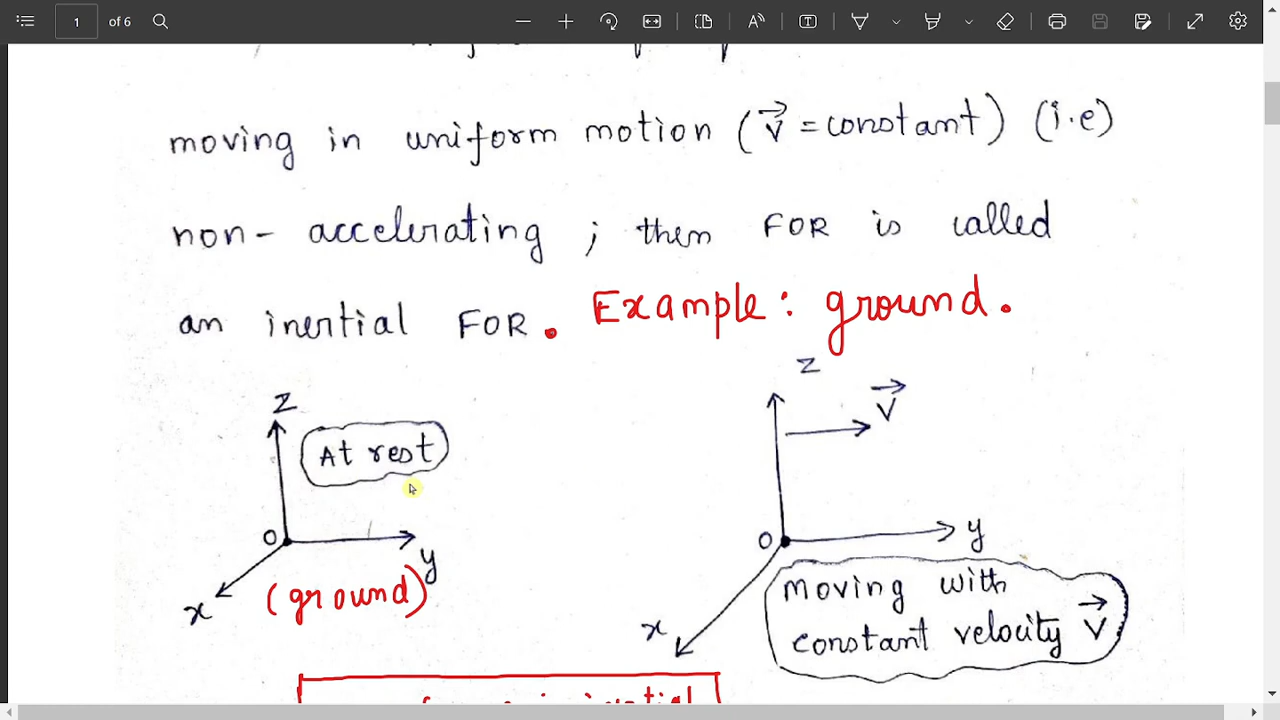 1 of 6
moving in uniform motion (v⃗ = constant) (i.e)
non- accelerating ; then FOR is called
an inertial FOR. Example: ground.
z
At rest
O
y
x
(ground)
z
v⃗
O
y
x
moving with
constant velocity v⃗
inertial